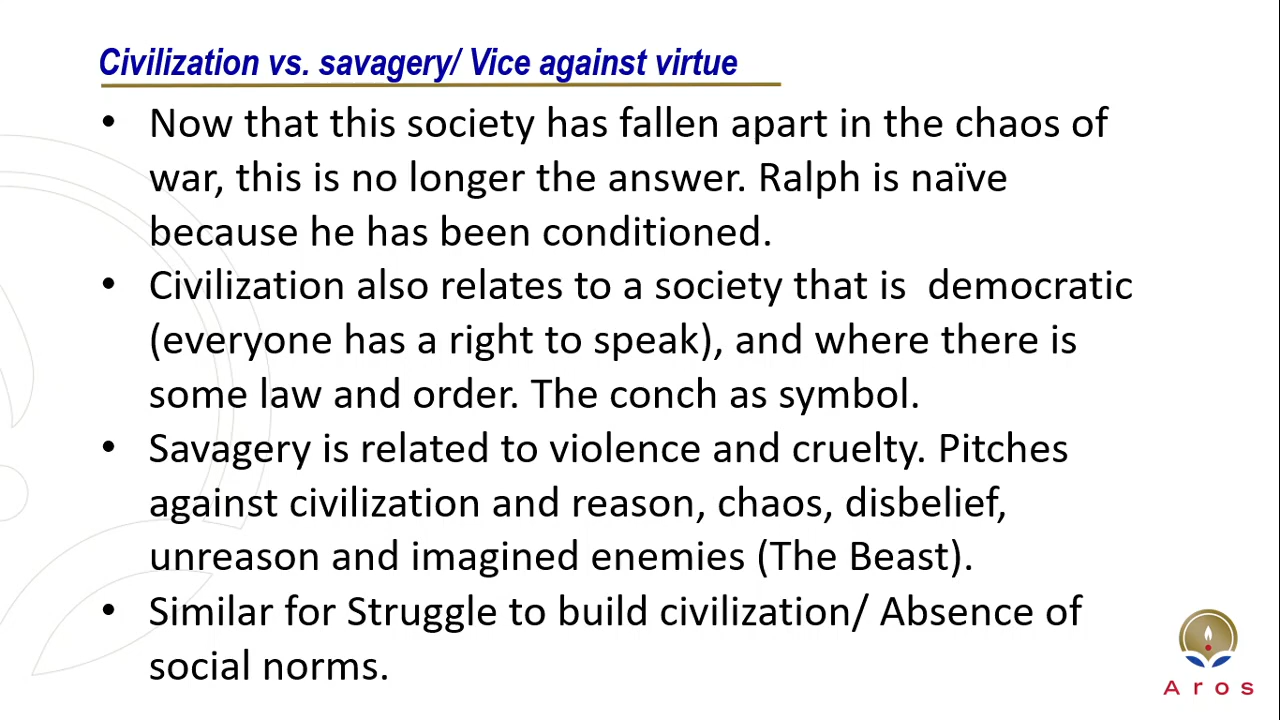 Civilization vs. savagery/ Vice against virtue
• Now that this society has fallen apart in the chaos of
war, this is no longer the answer. Ralph is naïve
because he has been conditioned.
• Civilization also relates to a society that is  democratic
(everyone has a right to speak), and where there is
some law and order. The conch as symbol.
• Savagery is related to violence and cruelty. Pitches
against civilization and reason, chaos, disbelief,
unreason and imagined enemies (The Beast).
• Similar for Struggle to build civilization/ Absence of
social norms.
Aros